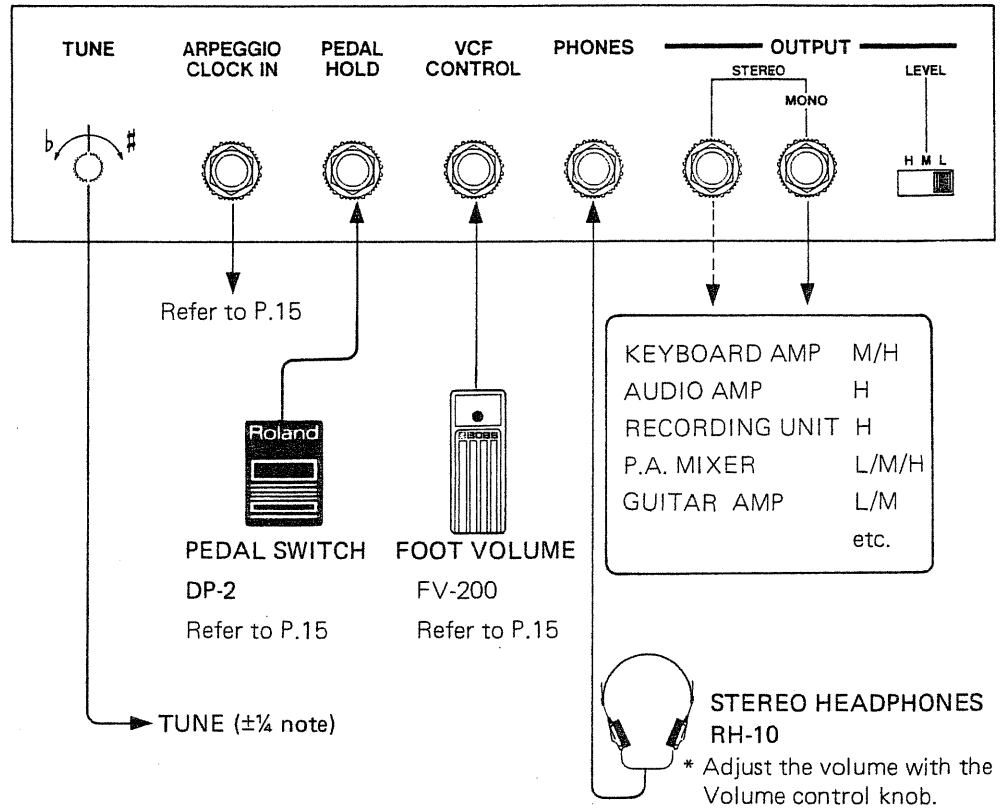 TUNE
ARPEGGIO
CLOCK IN
PEDAL
HOLD
VCF
CONTROL
PHONES
OUTPUT
STEREO
MONO
LEVEL
♭ ♯
H M L
Refer to P.15
Roland
BOSS
PEDAL SWITCH
DP-2
Refer to P.15
FOOT VOLUME
FV-200
Refer to P.15
KEYBOARD AMP M/H
AUDIO AMP H
RECORDING UNIT H
P.A. MIXER L/M/H
GUITAR AMP L/M
etc.
TUNE (±¼ note)
STEREO HEADPHONES
RH-10
* Adjust the volume with the
Volume control knob.